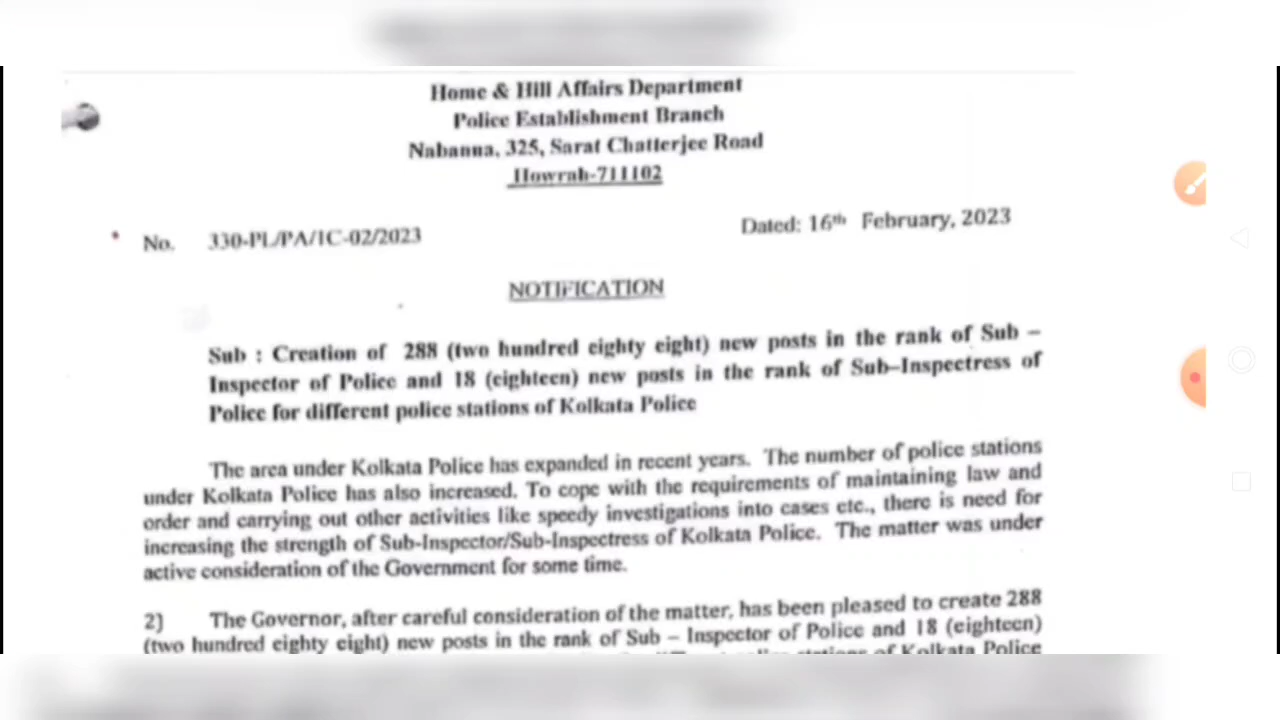 Home & Hill Affairs Department
Police Establishment Branch
Nabanna, 325, Sarat Chatterjee Road
Howrah-711102
No. 330-PL/PA/1C-02/2023
Dated: 16th February, 2023
NOTIFICATION
Sub : Creation of 288 (two hundred eighty eight) new posts in the rank of Sub –
Inspector of Police and 18 (eighteen) new posts in the rank of Sub–Inspectress of
Police for different police stations of Kolkata Police
The area under Kolkata Police has expanded in recent years. The number of police stations
under Kolkata Police has also increased. To cope with the requirements of maintaining law and
order and carrying out other activities like speedy investigations into cases etc., there is need for
increasing the strength of Sub-Inspector/Sub-Inspectress of Kolkata Police. The matter was under
active consideration of the Government for some time.
2) The Governor, after careful consideration of the matter, has been pleased to create 288
(two hundred eighty eight) new posts in the rank of Sub – Inspector of Police and 18 (eighteen)
police stations of Kolkata Police